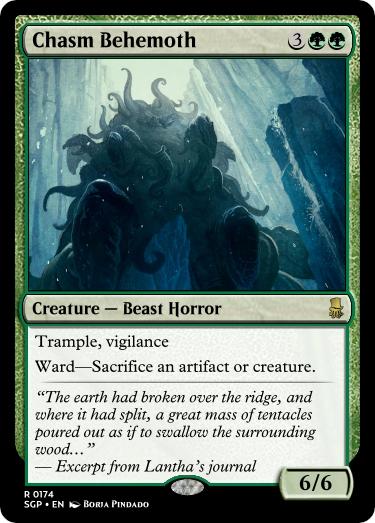 Chasm Behemoth 3
Creature — Beast Horror
Trample, vigilance
Ward—Sacrifice an artifact or creature.
“The earth had broken over the ridge, and
where it had split, a great mass of tentacles
poured out as if to swallow the surrounding
wood…”
— Excerpt from Lantha’s journal
6/6
R 0174
SGP • EN Borja Pindado